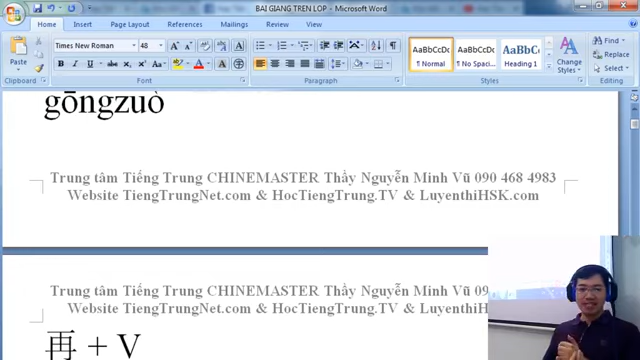 BAI GIANG TREN LOP - Microsoft Word
Home Insert Page Layout References Mailings Review View Add-Ins
Paste
Clipboard
Times New Roman 48
Font
Paragraph
AaBbCcDc AaBbCcDc AaBbCc
¶ Normal ¶ No Spaci... Heading 1
Change Styles
Styles
Find
Replace
Select
Editing
gōngzuò
Trung tâm Tiếng Trung CHINEMASTER Thầy Nguyễn Minh Vũ 090 468 4983
Website TiengTrungNet.com & HocTiengTrung.TV & LuyenthiHSK.com
Trung tâm Tiếng Trung CHINEMASTER Thầy Nguyễn Minh Vũ 09
Website TiengTrungNet.com & HocTiengTrung.TV & L
再 + V